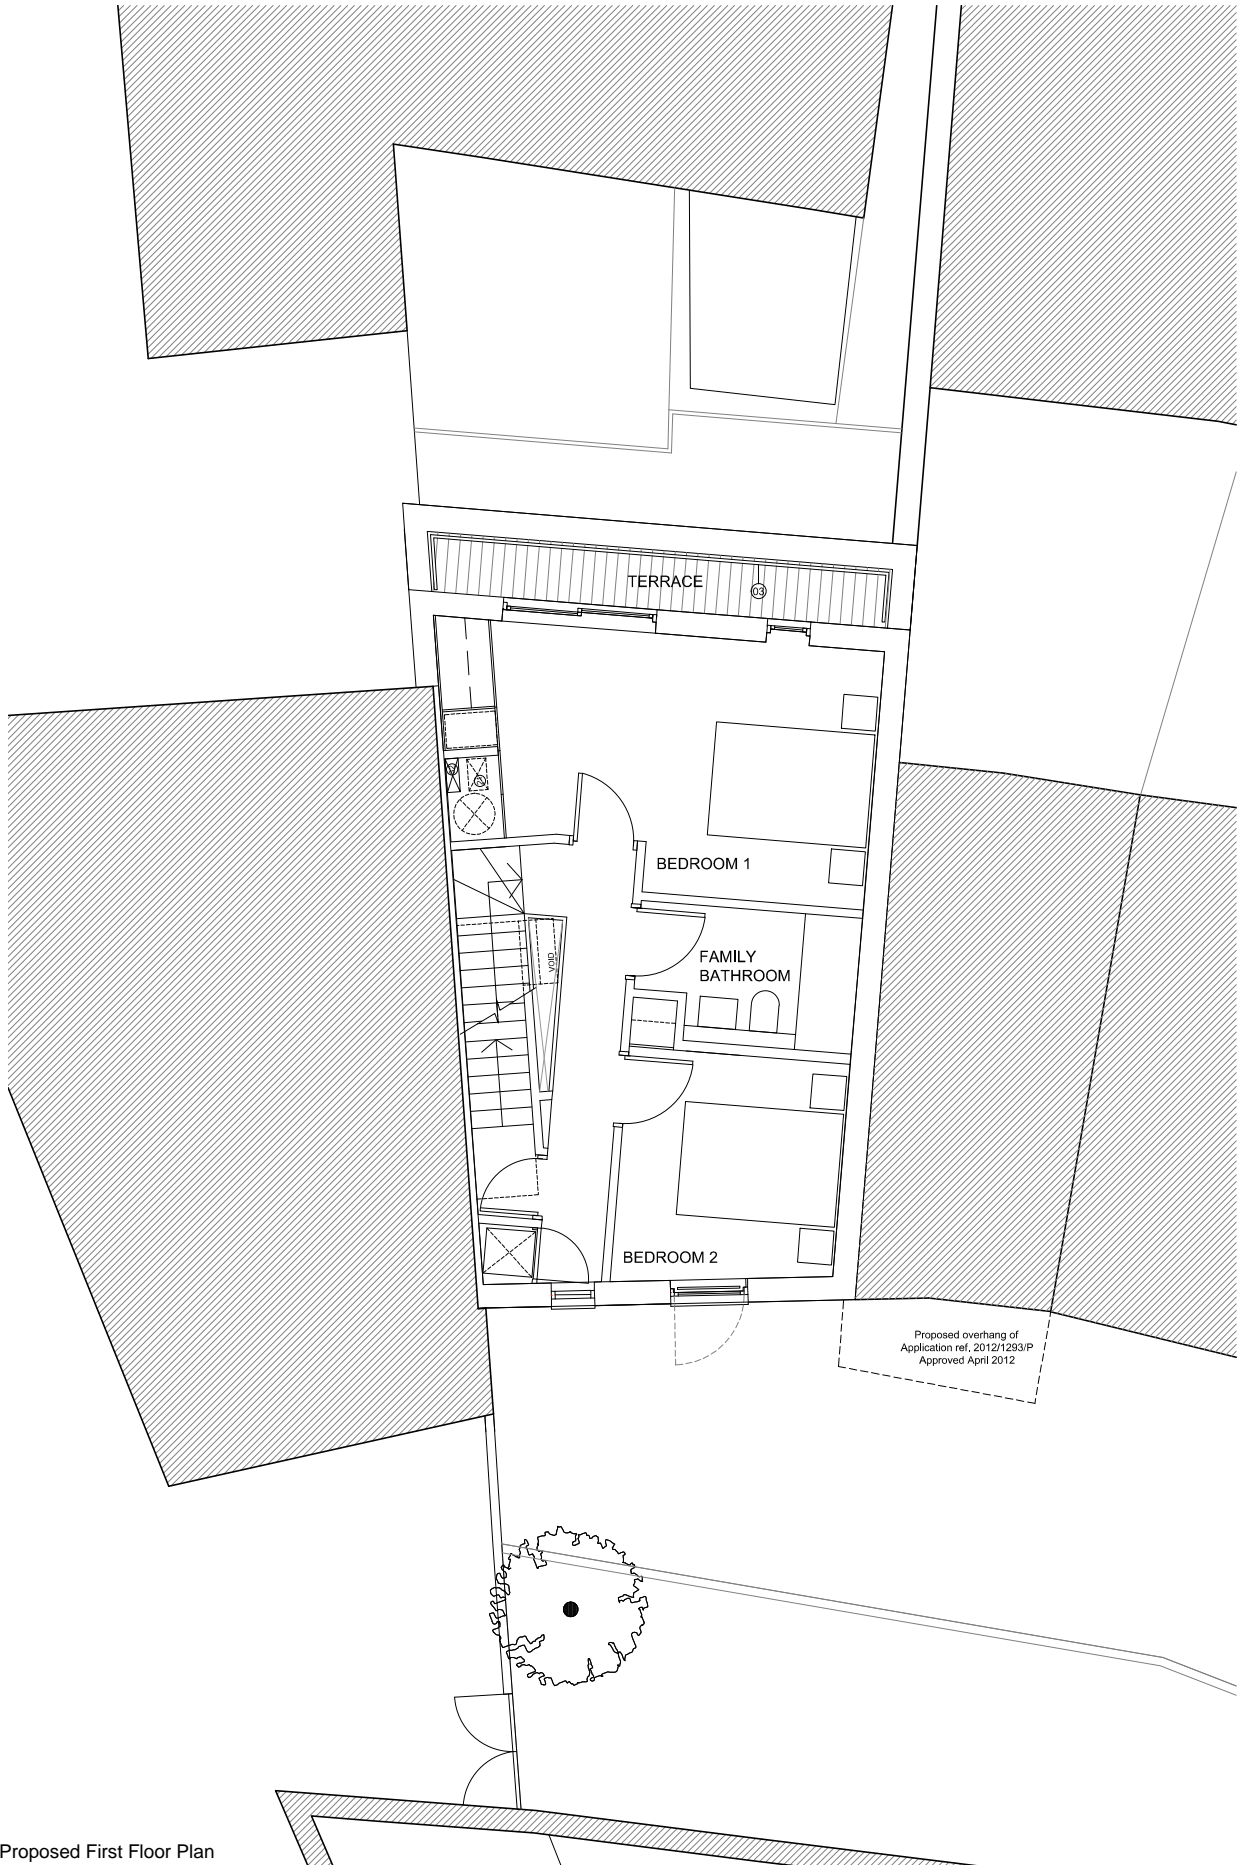 TERRACE
03
BEDROOM 1
FAMILY
BATHROOM
VOID
BEDROOM 2
Proposed overhang of
Application ref. 2012/1293/P
Approved April 2012
Proposed First Floor Plan